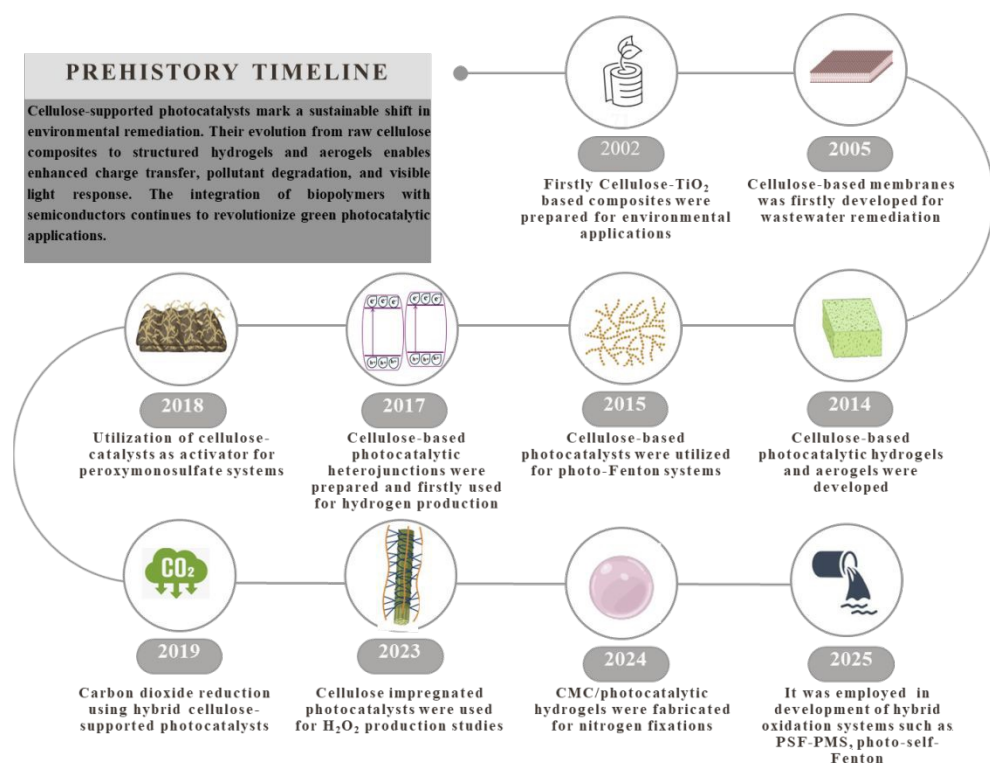 PREHISTORY TIMELINE
Cellulose-supported photocatalysts mark a sustainable shift in
environmental remediation. Their evolution from raw cellulose
composites to structured hydrogels and aerogels enables
enhanced charge transfer, pollutant degradation, and visible
light response. The integration of biopolymers with
semiconductors continues to revolutionize green photocatalytic
applications.
2002
Firstly Cellulose-TiO₂
based composites were
prepared for environmental
applications
2005
Cellulose-based membranes
was firstly developed for
wastewater remediation
2014
Cellulose-based
photocatalytic hydrogels
and aerogels were
developed
2015
Cellulose-based
photocatalysts were utilized
for photo-Fenton systems
2017
Cellulose-based
photocatalytic
heterojunctions were
prepared and firstly used
for hydrogen production
2018
Utilization of cellulose-
catalysts as activator for
peroxymonosulfate systems
CO₂
2019
Carbon dioxide reduction
using hybrid cellulose-
supported photocatalysts
2023
Cellulose impregnated
photocatalysts were used
for H₂O₂ production studies
2024
CMC/photocatalytic
hydrogels were fabricated
for nitrogen fixations
2025
It was employed in
development of hybrid
oxidation systems such as
PSF-PMS, photo-self-
Fenton